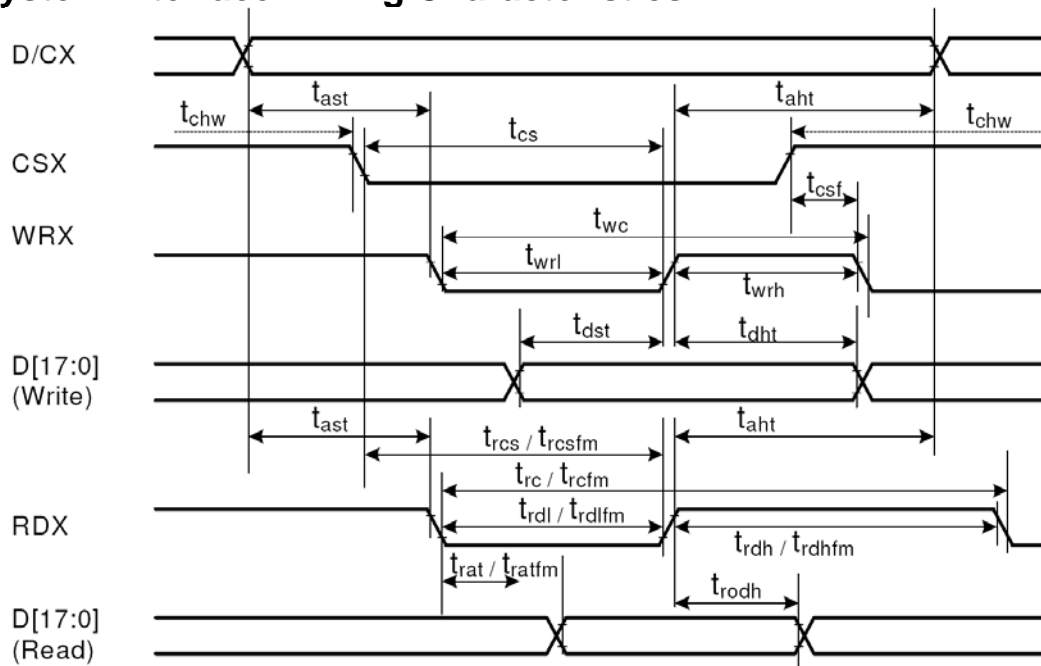 D/CX
tast
taht
tchw
tcs
tchw
CSX
tcsf
WRX
twc
twrl
twrh
tdst
tdht
D[17:0]
(Write)
tast
taht
trcs / trcsfm
trc / trcfm
RDX
trdl / trdlfm
trdh / trdhfm
trat / tratfm
trodh
D[17:0]
(Read)